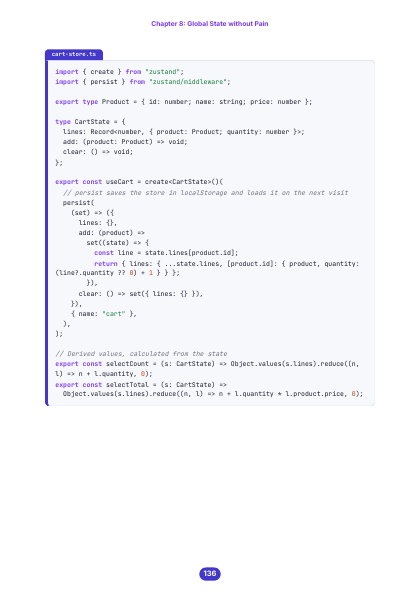 Chapter 8: Global State without Pain
cart-store.ts
import { create } from "zustand";
import { persist } from "zustand/middleware";
export type Product = { id: number; name: string; price: number };
type CartState = {
lines: Record<number, { product: Product; quantity: number }>;
add: (product: Product) => void;
clear: () => void;
};
export const useCart = create<CartState>()(
// persist saves the store in localStorage and loads it on the next visit
persist(
(set) => ({
lines: {},
add: (product) =>
set((state) => {
const line = state.lines[product.id];
return { lines: { ...state.lines, [product.id]: { product, quantity:
(line?.quantity ?? 0) + 1 } } };
}),
clear: () => set({ lines: {} }),
}),
{ name: "cart" },
),
);
// Derived values, calculated from the state
export const selectCount = (s: CartState) => Object.values(s.lines).reduce((n,
l) => n + l.quantity, 0);
export const selectTotal = (s: CartState) =>
Object.values(s.lines).reduce((n, l) => n + l.quantity * l.product.price, 0);
136